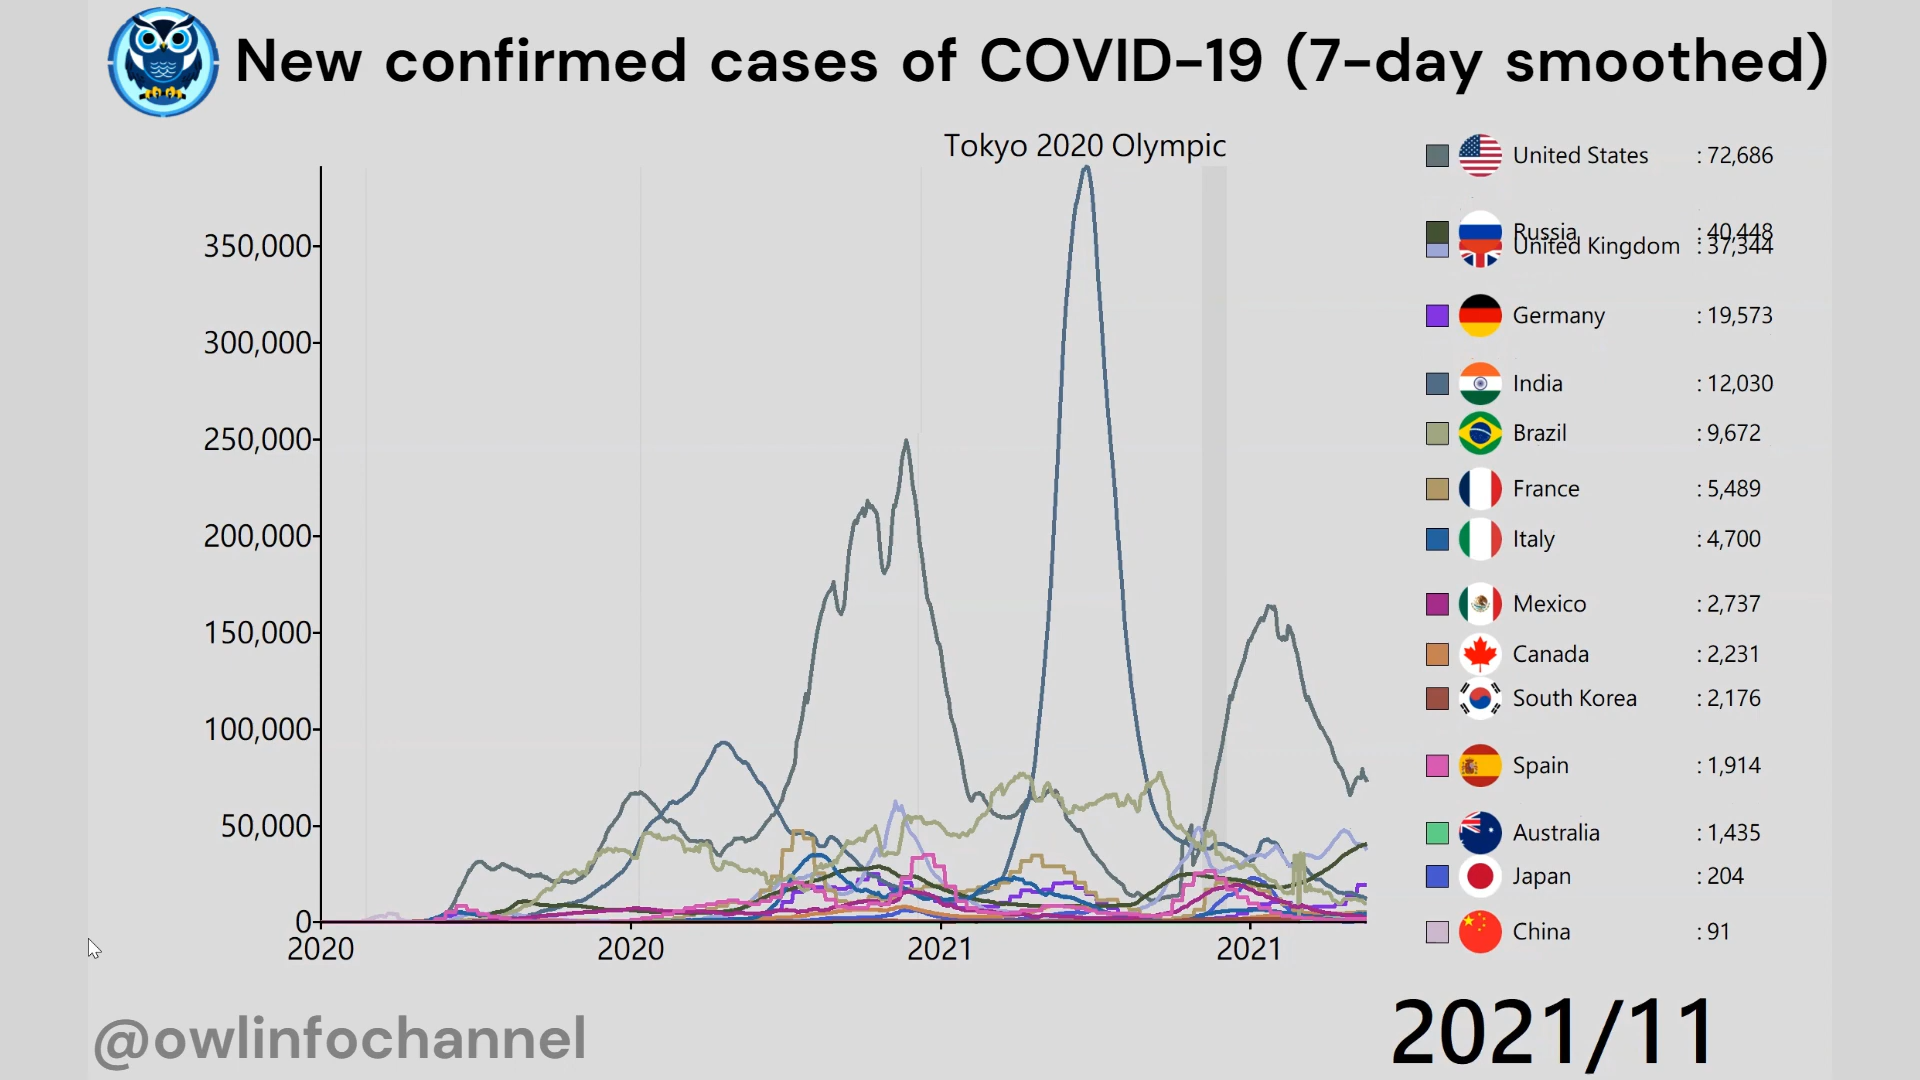 New confirmed cases of COVID-19 (7-day smoothed)
Tokyo 2020 Olympic
350,000
300,000
250,000
200,000
150,000
100,000
50,000
0
2020 2020 2021 2021
United States : 72,686
Russia : 40,448
United Kingdom : 37,344
Germany : 19,573
India : 12,030
Brazil : 9,672
France : 5,489
Italy : 4,700
Mexico : 2,737
Canada : 2,231
South Korea : 2,176
Spain : 1,914
Australia : 1,435
Japan : 204
China : 91
@owlinfochannel
2021/11